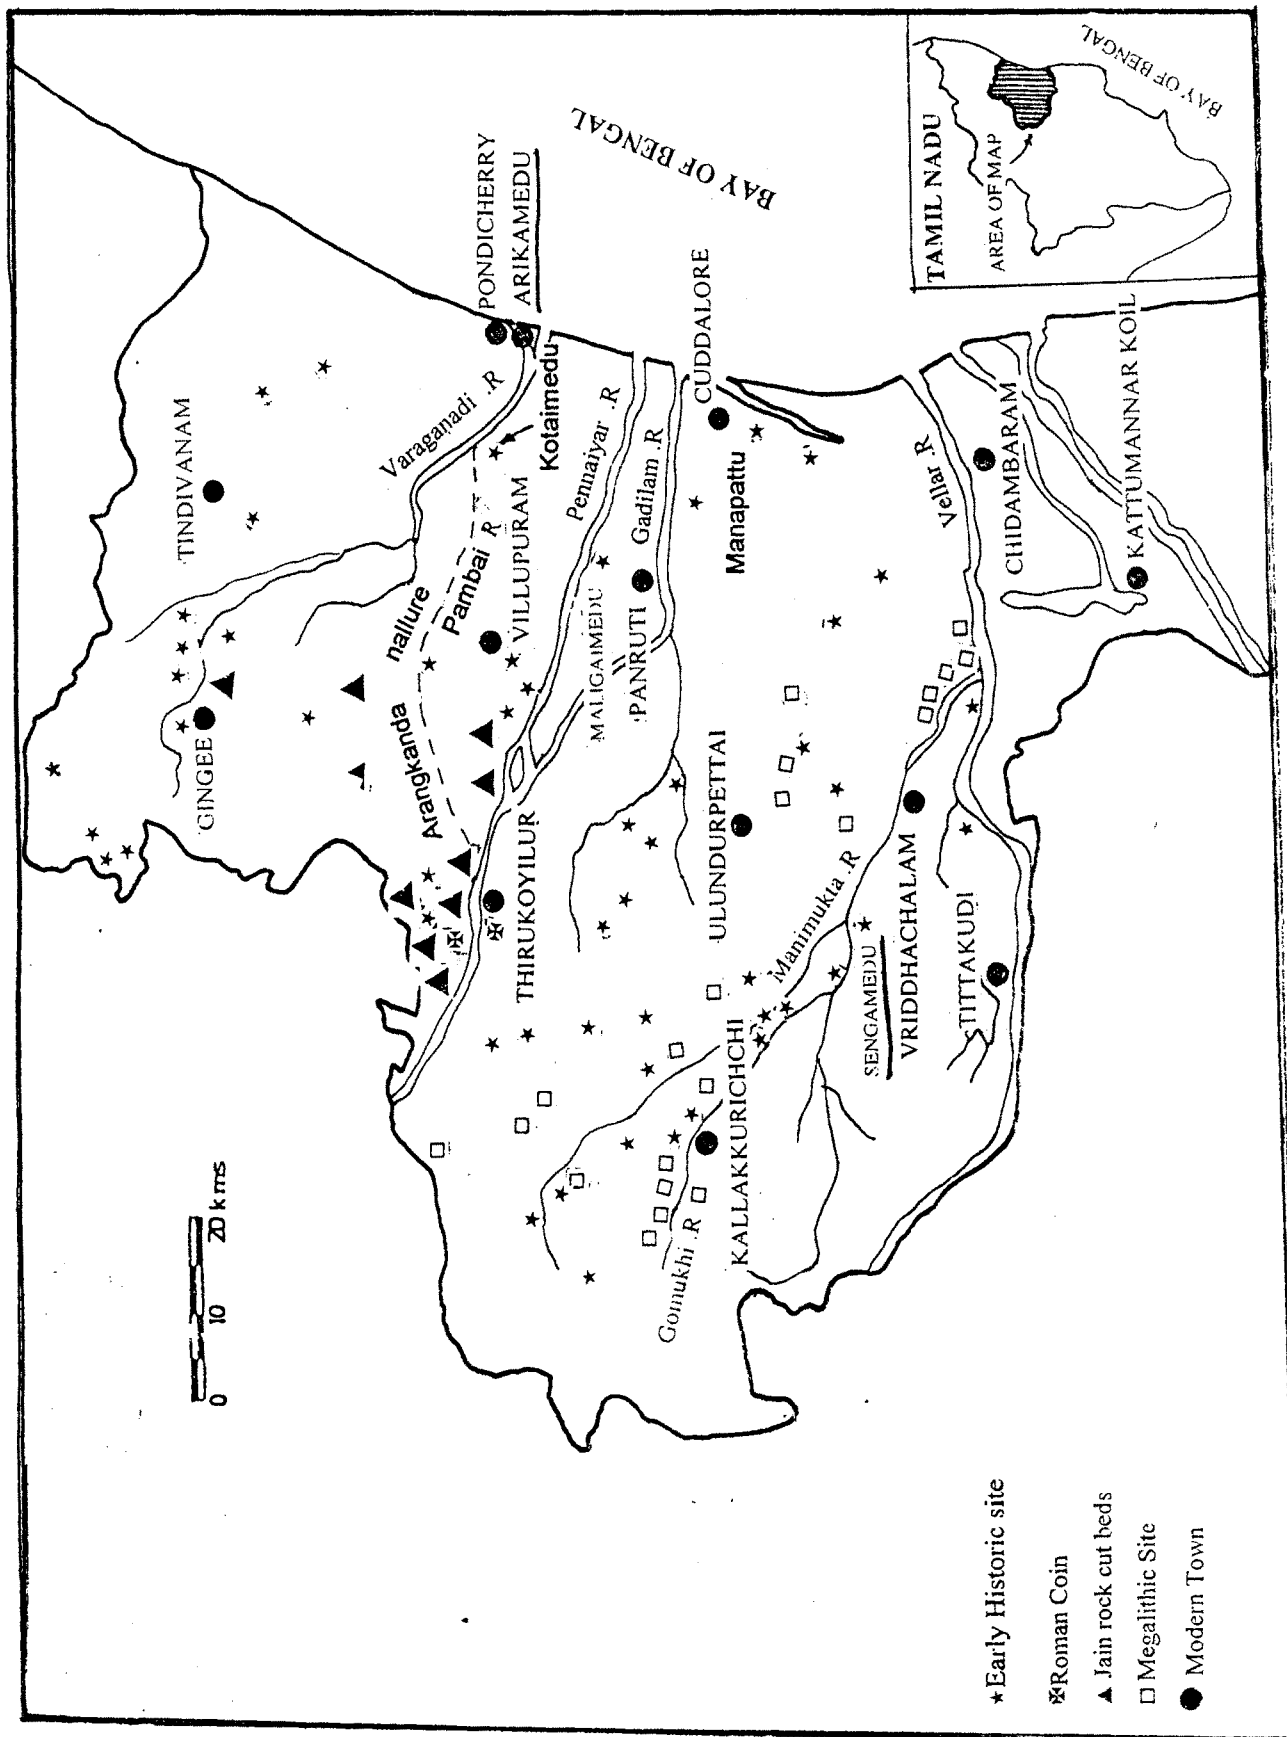 BAY OF BENGAL
TAMIL NADU
AREA OF MAP
BAY OF BENGAL
GINGEE
TINDIVANAM
Varaganadi .R
PONDICHERRY
ARIKAMEDU
Arangkanda
nallure
Pambai R
Kotaimedu
VILLUPURAM
THIRUKOYILUR
Pennaiyar .R
MALIGAIMEDU
PANRUTI
Gadilam .R
CUDDALORE
Manapattu
ULUNDURPETTAI
Manimukta .R
Gomukhi .R
KALLAKKURICHCHI
SENGAMEDU
VRIDDHACHALAM
Vellar .R
TITTAKUDI
CHIDAMBARAM
KATTUMANNAR KOIL
0 10 20 kms
Early Historic site
Roman Coin
Jain rock cut beds
Megalithic Site
Modern Town